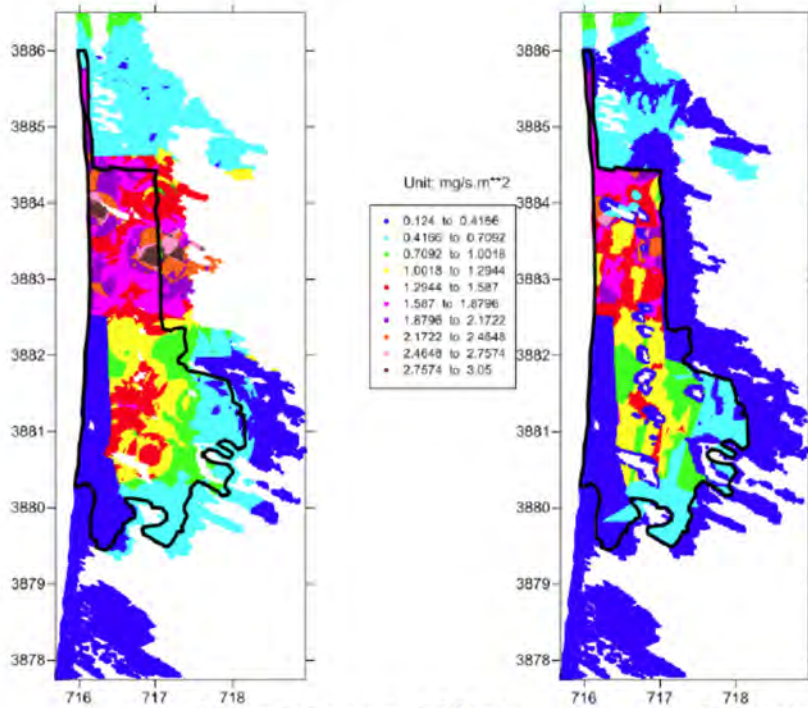 3886
3885
3884
3883
3882
3881
3880
3879
3878
716 717 718
Unit: mg/s.m**2
0.124 to 0.4166
0.4166 to 0.7092
0.7092 to 1.0018
1.0018 to 1.2944
1.2944 to 1.587
1.587 to 1.8796
1.8796 to 2.1722
2.1722 to 2.4648
2.4648 to 2.7574
2.7574 to 3.05
3886
3885
3884
3883
3882
3881
3880
3879
3878
716 717 718